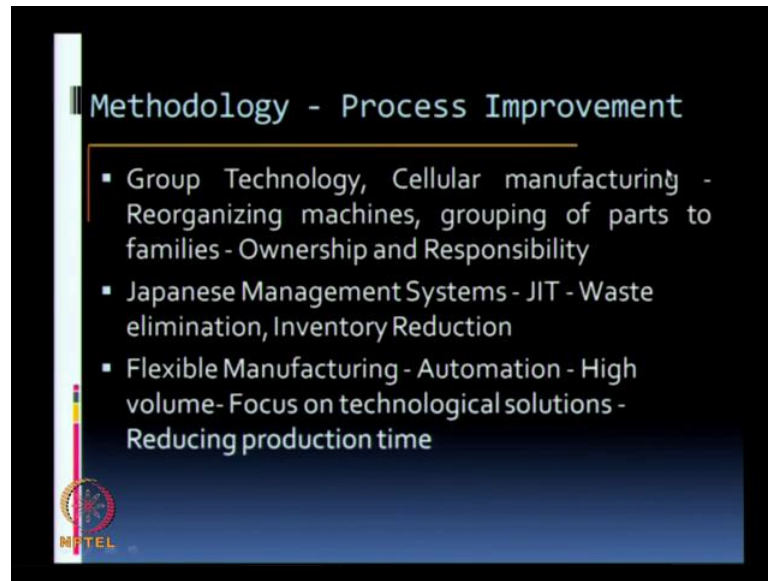 Methodology - Process Improvement
▪ Group Technology, Cellular manufacturing -
Reorganizing machines, grouping of parts to
families - Ownership and Responsibility
▪ Japanese Management Systems - JIT - Waste
elimination, Inventory Reduction
▪ Flexible Manufacturing - Automation - High
volume- Focus on technological solutions -
Reducing production time
NPTEL